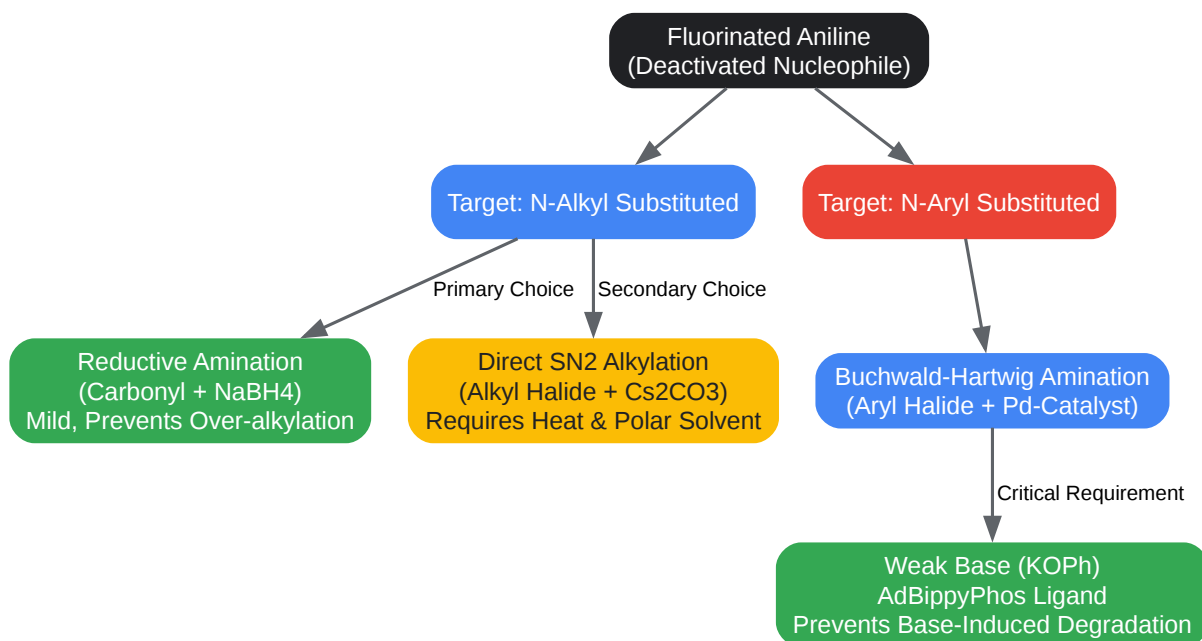 Fluorinated Aniline
(Deactivated Nucleophile)
Target: N-Alkyl Substituted
Target: N-Aryl Substituted
Primary Choice
Secondary Choice
Reductive Amination
(Carbonyl + NaBH4)
Mild, Prevents Over-alkylation
Direct SN2 Alkylation
(Alkyl Halide + Cs2CO3)
Requires Heat & Polar Solvent
Buchwald-Hartwig Amination
(Aryl Halide + Pd-Catalyst)
Critical Requirement
Weak Base (KOPh)
AdBippyPhos Ligand
Prevents Base-Induced Degradation